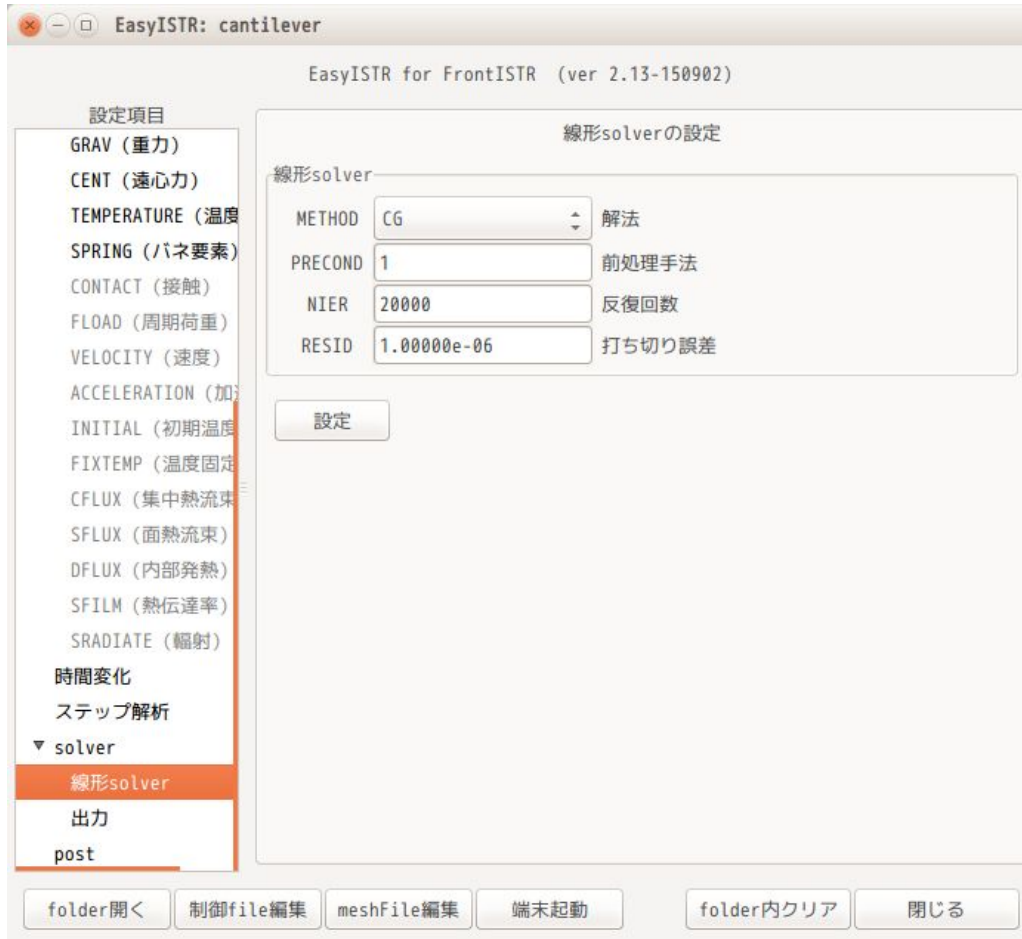 EasyISTR: cantilever
EasyISTR for FrontISTR (ver 2.13-150902)
設定項目
GRAV (重力)
CENT (遠心力)
TEMPERATURE (温度
SPRING (バネ要素)
CONTACT (接触)
FLOAD (周期荷重)
VELOCITY (速度)
ACCELERATION (加
INITIAL (初期温度
FIXTEMP (温度固定
CFLUX (集中熱流束
SFLUX (面熱流束)
DFLUX (内部発熱)
SFILM (熱伝達率)
SRADIATE (輻射)
時間変化
ステップ解析
solver
線形solver
出力
post
線形solverの設定
線形solver
METHOD CG 解法
PRECOND 1 前処理手法
NIER 20000 反復回数
RESID 1.00000e-06 打ち切り誤差
設定
folder開く 制御file編集 meshFile編集 端末起動 folder内クリア 閉じる